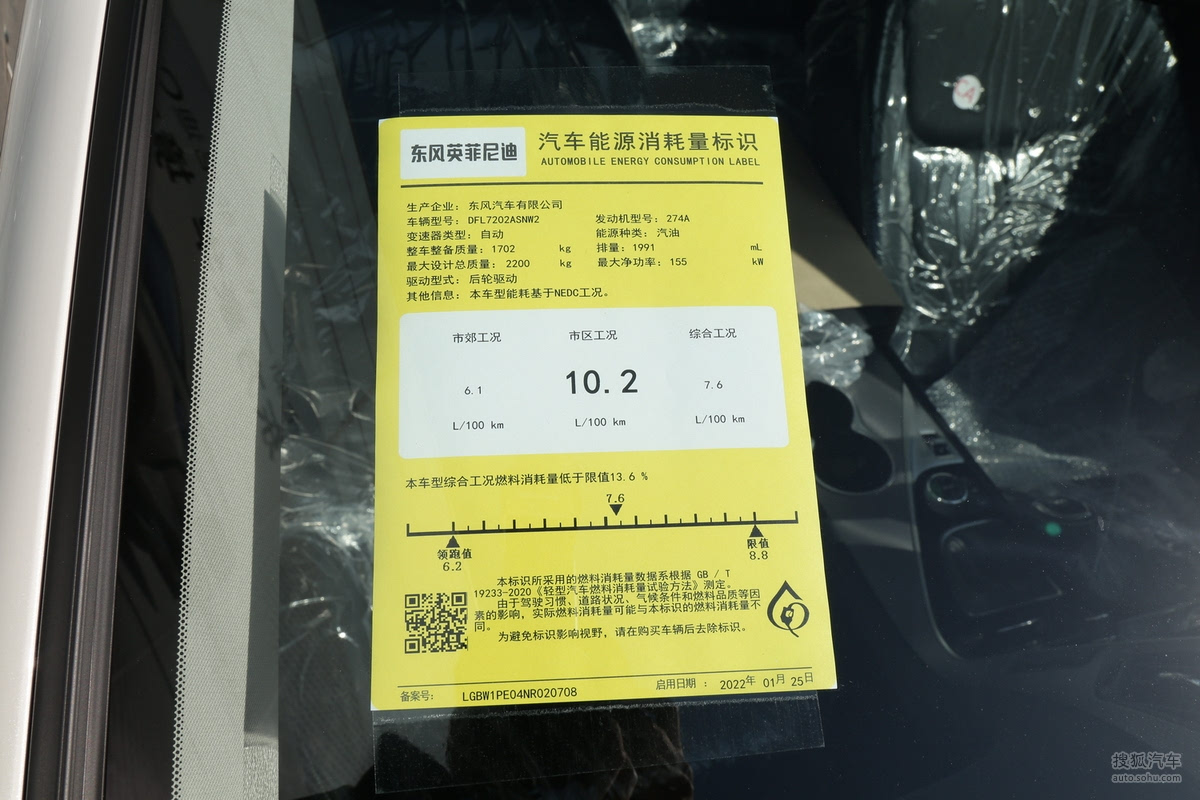 东风英菲尼迪
汽车能源消耗量标识
AUTOMOBILE ENERGY CONSUMPTION LABEL
生产企业: 东风汽车有限公司
车辆型号: DFL7202ASNW2 发动机型号: 274A
变速器类型: 自动 能源种类: 汽油
整车整备质量: 1702 kg 排量: 1991 mL
最大设计总质量: 2200 kg 最大净功率: 155 kW
驱动型式: 后轮驱动
其他信息: 本车型能耗基于NEDC工况。
市郊工况 市区工况 综合工况
6.1 10.2 7.6
L/100 km L/100 km L/100 km
本车型综合工况燃料消耗量低于限值13.6 %
7.6
领跑值 限值
6.2 8.8
本标识所采用的燃料消耗量数据系根据 GB / T
19233-2020《轻型汽车燃料消耗量试验方法》测定。
由于驾驶习惯、道路状况、气候条件和燃料品质等因
素的影响, 实际燃料消耗量可能与本标识的燃料消耗量不
同。
为避免标识影响视野, 请在购买车辆后去除标识。
备案号: LGBW1PE04NR020708 启用日期 : 2022年 01月 25日
搜狐汽车
auto.sohu.com